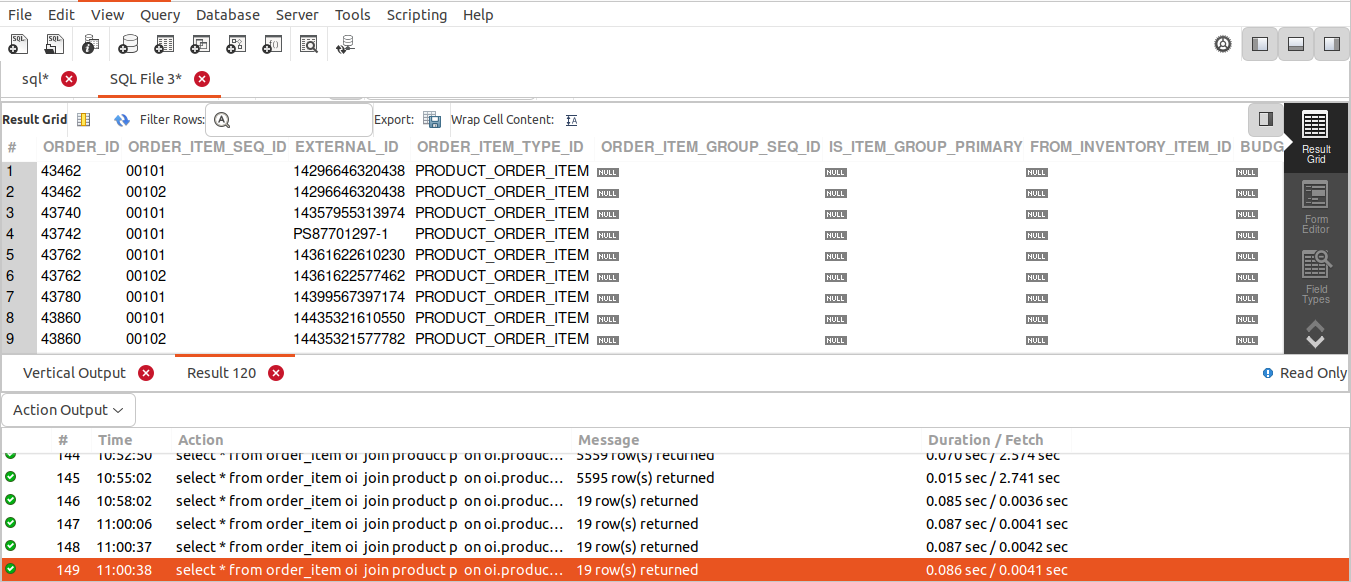 File Edit View Query Database Server Tools Scripting Help
sql* SQL File 3*
Result Grid Filter Rows: Export: Wrap Cell Content:
# ORDER_ID ORDER_ITEM_SEQ_ID EXTERNAL_ID ORDER_ITEM_TYPE_ID ORDER_ITEM_GROUP_SEQ_ID IS_ITEM_GROUP_PRIMARY FROM_INVENTORY_ITEM_ID BUDG
1 43462 00101 14296646320438 PRODUCT_ORDER_ITEM NULL NULL NULL NULL
2 43462 00102 14296646320438 PRODUCT_ORDER_ITEM NULL NULL NULL NULL
3 43740 00101 14357955313974 PRODUCT_ORDER_ITEM NULL NULL NULL NULL
4 43742 00101 PS87701297-1 PRODUCT_ORDER_ITEM NULL NULL NULL NULL
5 43762 00101 14361622610230 PRODUCT_ORDER_ITEM NULL NULL NULL NULL
6 43762 00102 14361622577462 PRODUCT_ORDER_ITEM NULL NULL NULL NULL
7 43780 00101 14399567397174 PRODUCT_ORDER_ITEM NULL NULL NULL NULL
8 43860 00101 14435321610550 PRODUCT_ORDER_ITEM NULL NULL NULL NULL
9 43860 00102 14435321577782 PRODUCT_ORDER_ITEM NULL NULL NULL NULL
Result
Grid
Form
Editor
Field
Types
Vertical Output Result 120 Read Only
Action Output
# Time Action Message Duration / Fetch
144 10:52:50 select * from order_item oi join product p on oi.produc... 5559 row(s) returned 0.070 sec / 2.574 sec
145 10:55:02 select * from order_item oi join product p on oi.produc... 5595 row(s) returned 0.015 sec / 2.741 sec
146 10:58:02 select * from order_item oi join product p on oi.produc... 19 row(s) returned 0.085 sec / 0.0036 sec
147 11:00:06 select * from order_item oi join product p on oi.produc... 19 row(s) returned 0.087 sec / 0.0041 sec
148 11:00:37 select * from order_item oi join product p on oi.produc... 19 row(s) returned 0.087 sec / 0.0042 sec
149 11:00:38 select * from order_item oi join product p on oi.produc... 19 row(s) returned 0.086 sec / 0.0041 sec